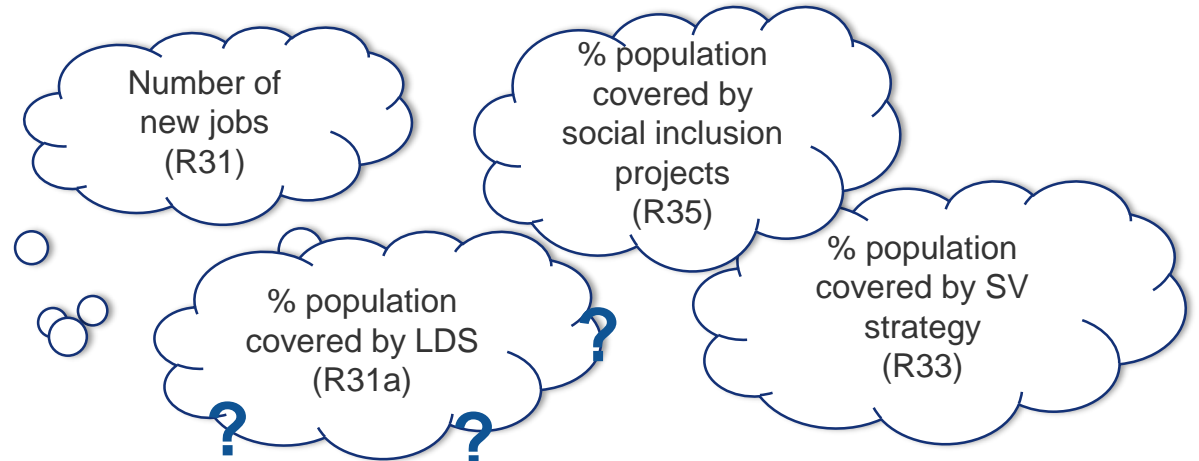 Number of
new jobs
(R31)
% population
covered by
social inclusion
projects
(R35)
% population
covered by LDS
(R31a)
?
?
?
% population
covered by SV
strategy
(R33)